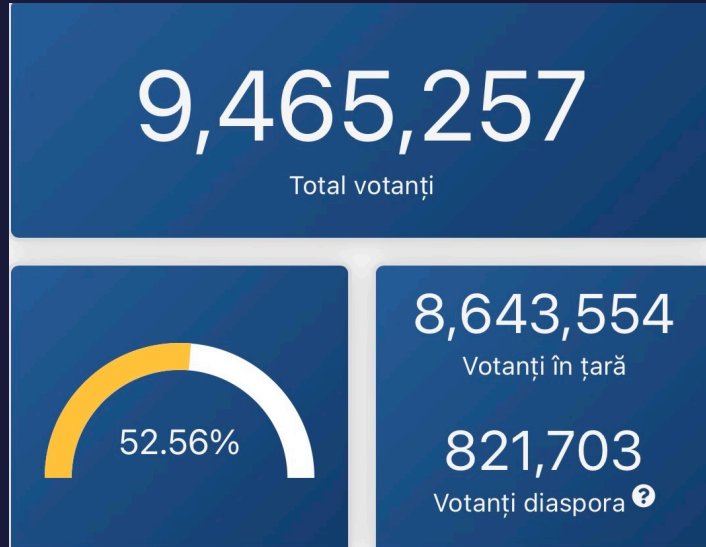 9,465,257
Total votanți
52.56%
8,643,554
Votanți în țară
821,703
Votanți diaspora ?